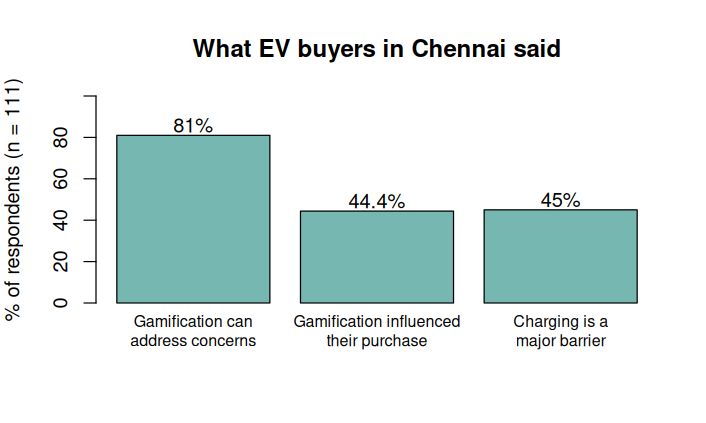 What EV buyers in Chennai said
% of respondents (n = 111)
80
60
40
20
0
81%
44.4%
45%
Gamification can
address concerns
Gamification influenced
their purchase
Charging is a
major barrier